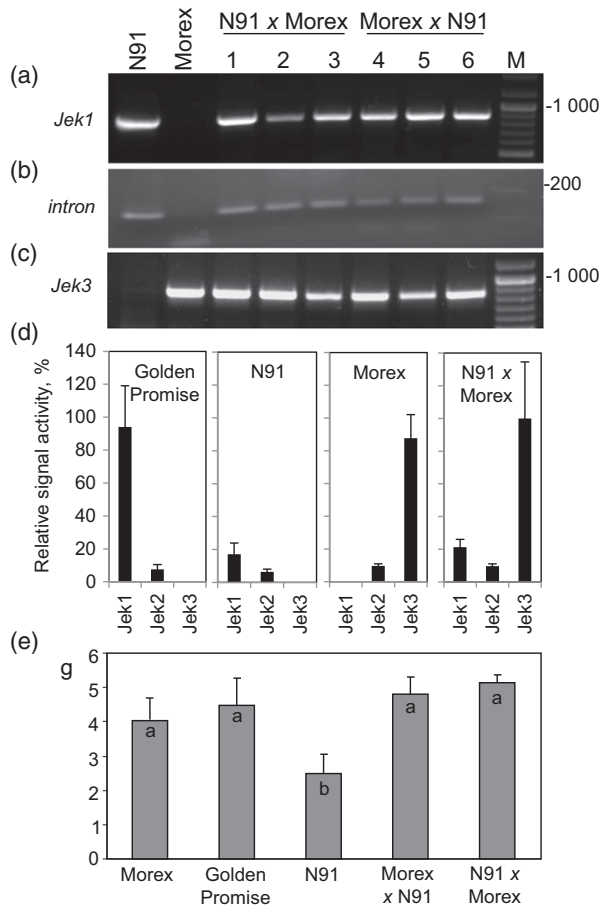 N91 x Morex
Morex x N91
N91
Morex
1
2
3
4
5
6
M
(a)
Jek1
-1 000
(b)
intron
-200
(c)
Jek3
-1 000
(d)
Relative signal activity, %
140
120
100
80
60
40
20
0
Golden
Promise
N91
Morex
N91 x
Morex
Jek1
Jek2
Jek3
Jek1
Jek2
Jek3
Jek1
Jek2
Jek3
Jek1
Jek2
Jek3
(e)
g
6
5
4
3
2
1
0
a
a
b
a
a
Morex
Golden
Promise
N91
Morex
x N91
N91 x
Morex